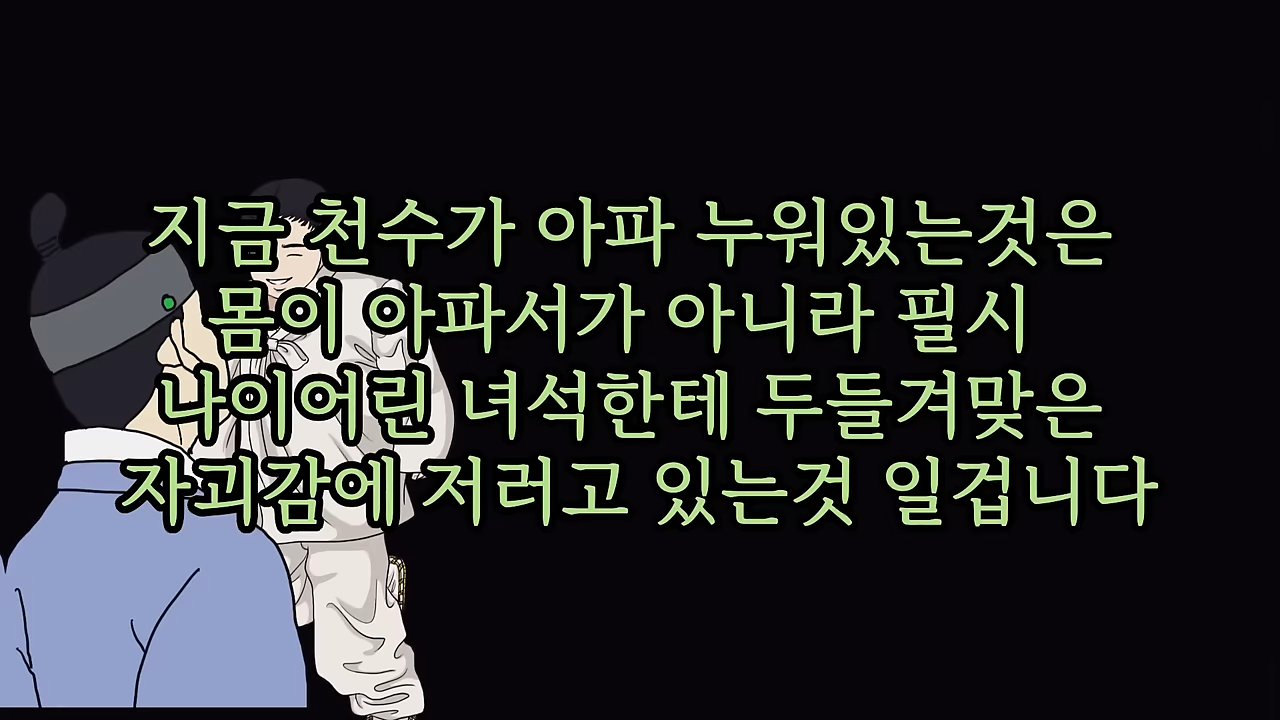 지금 천수가 아파 누워있는것은
몸이 아파서가 아니라 필시
나이어린 녀석한테 두들겨맞은
자괴감에 저러고 있는것 일겁니다